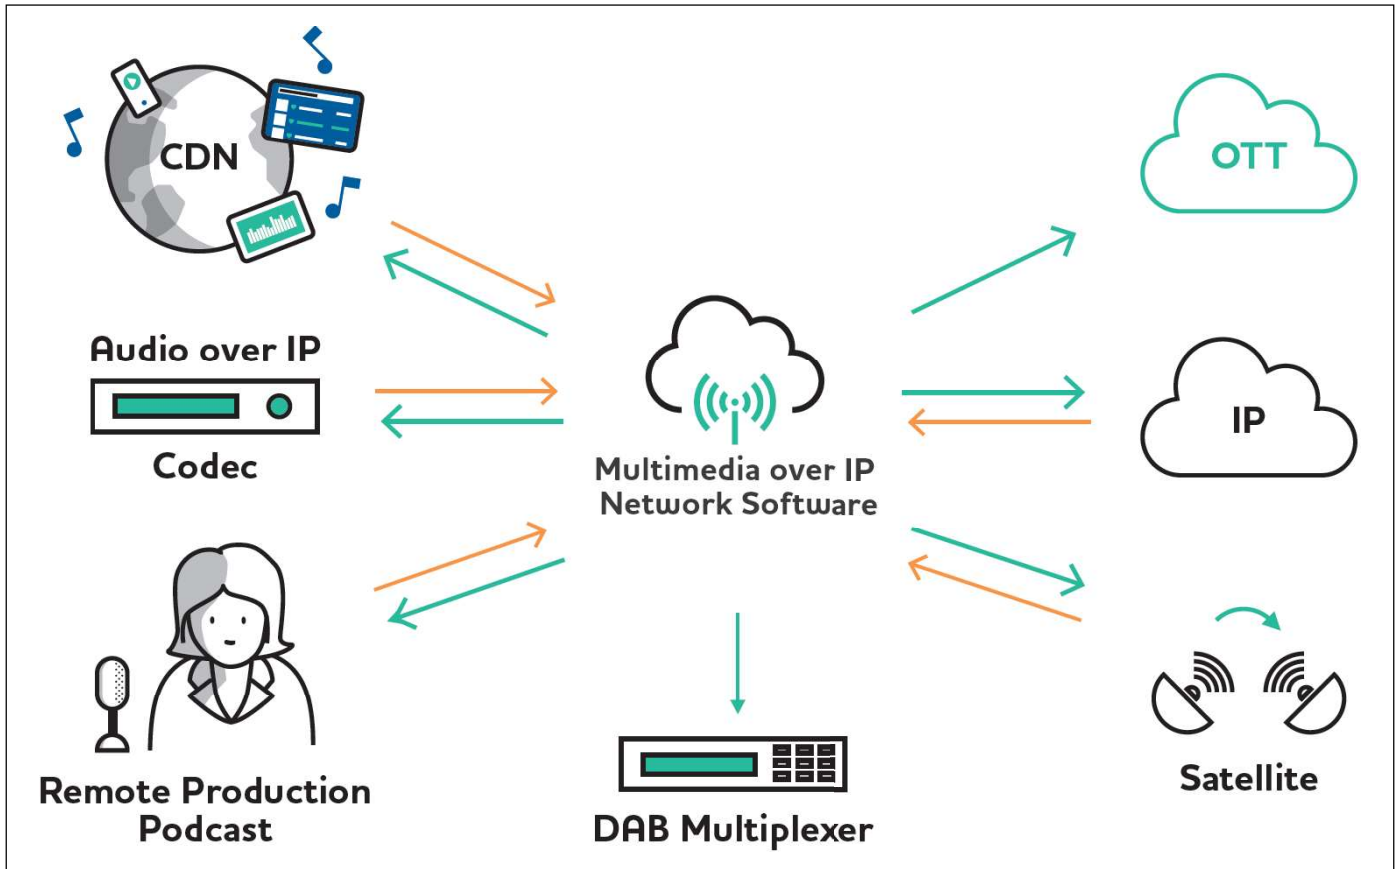 CDN
OTT
Audio over IP
Codec
IP
Multimedia over IP
Network Software
Remote Production
Podcast
DAB Multiplexer
Satellite